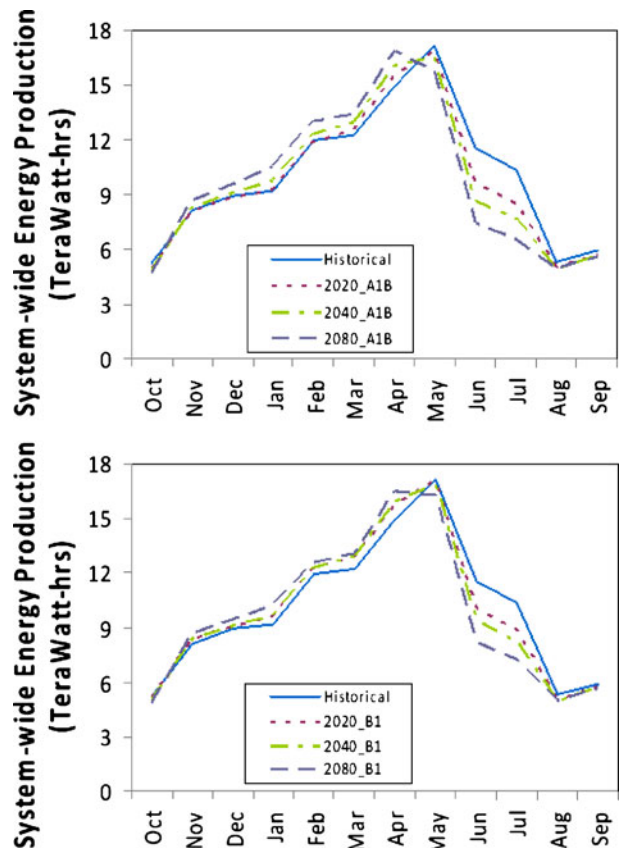 System-wide Energy Production
(TeraWatt-hrs)
18
15
12
9
6
3
0
Historical
2020_A1B
2040_A1B
2080_A1B
Oct
Nov
Dec
Jan
Feb
Mar
Apr
May
Jun
Jul
Aug
Sep
System-wide Energy Production
(TeraWatt-hrs)
18
15
12
9
6
3
0
Historical
2020_B1
2040_B1
2080_B1
Oct
Nov
Dec
Jan
Feb
Mar
Apr
May
Jun
Jul
Aug
Sep